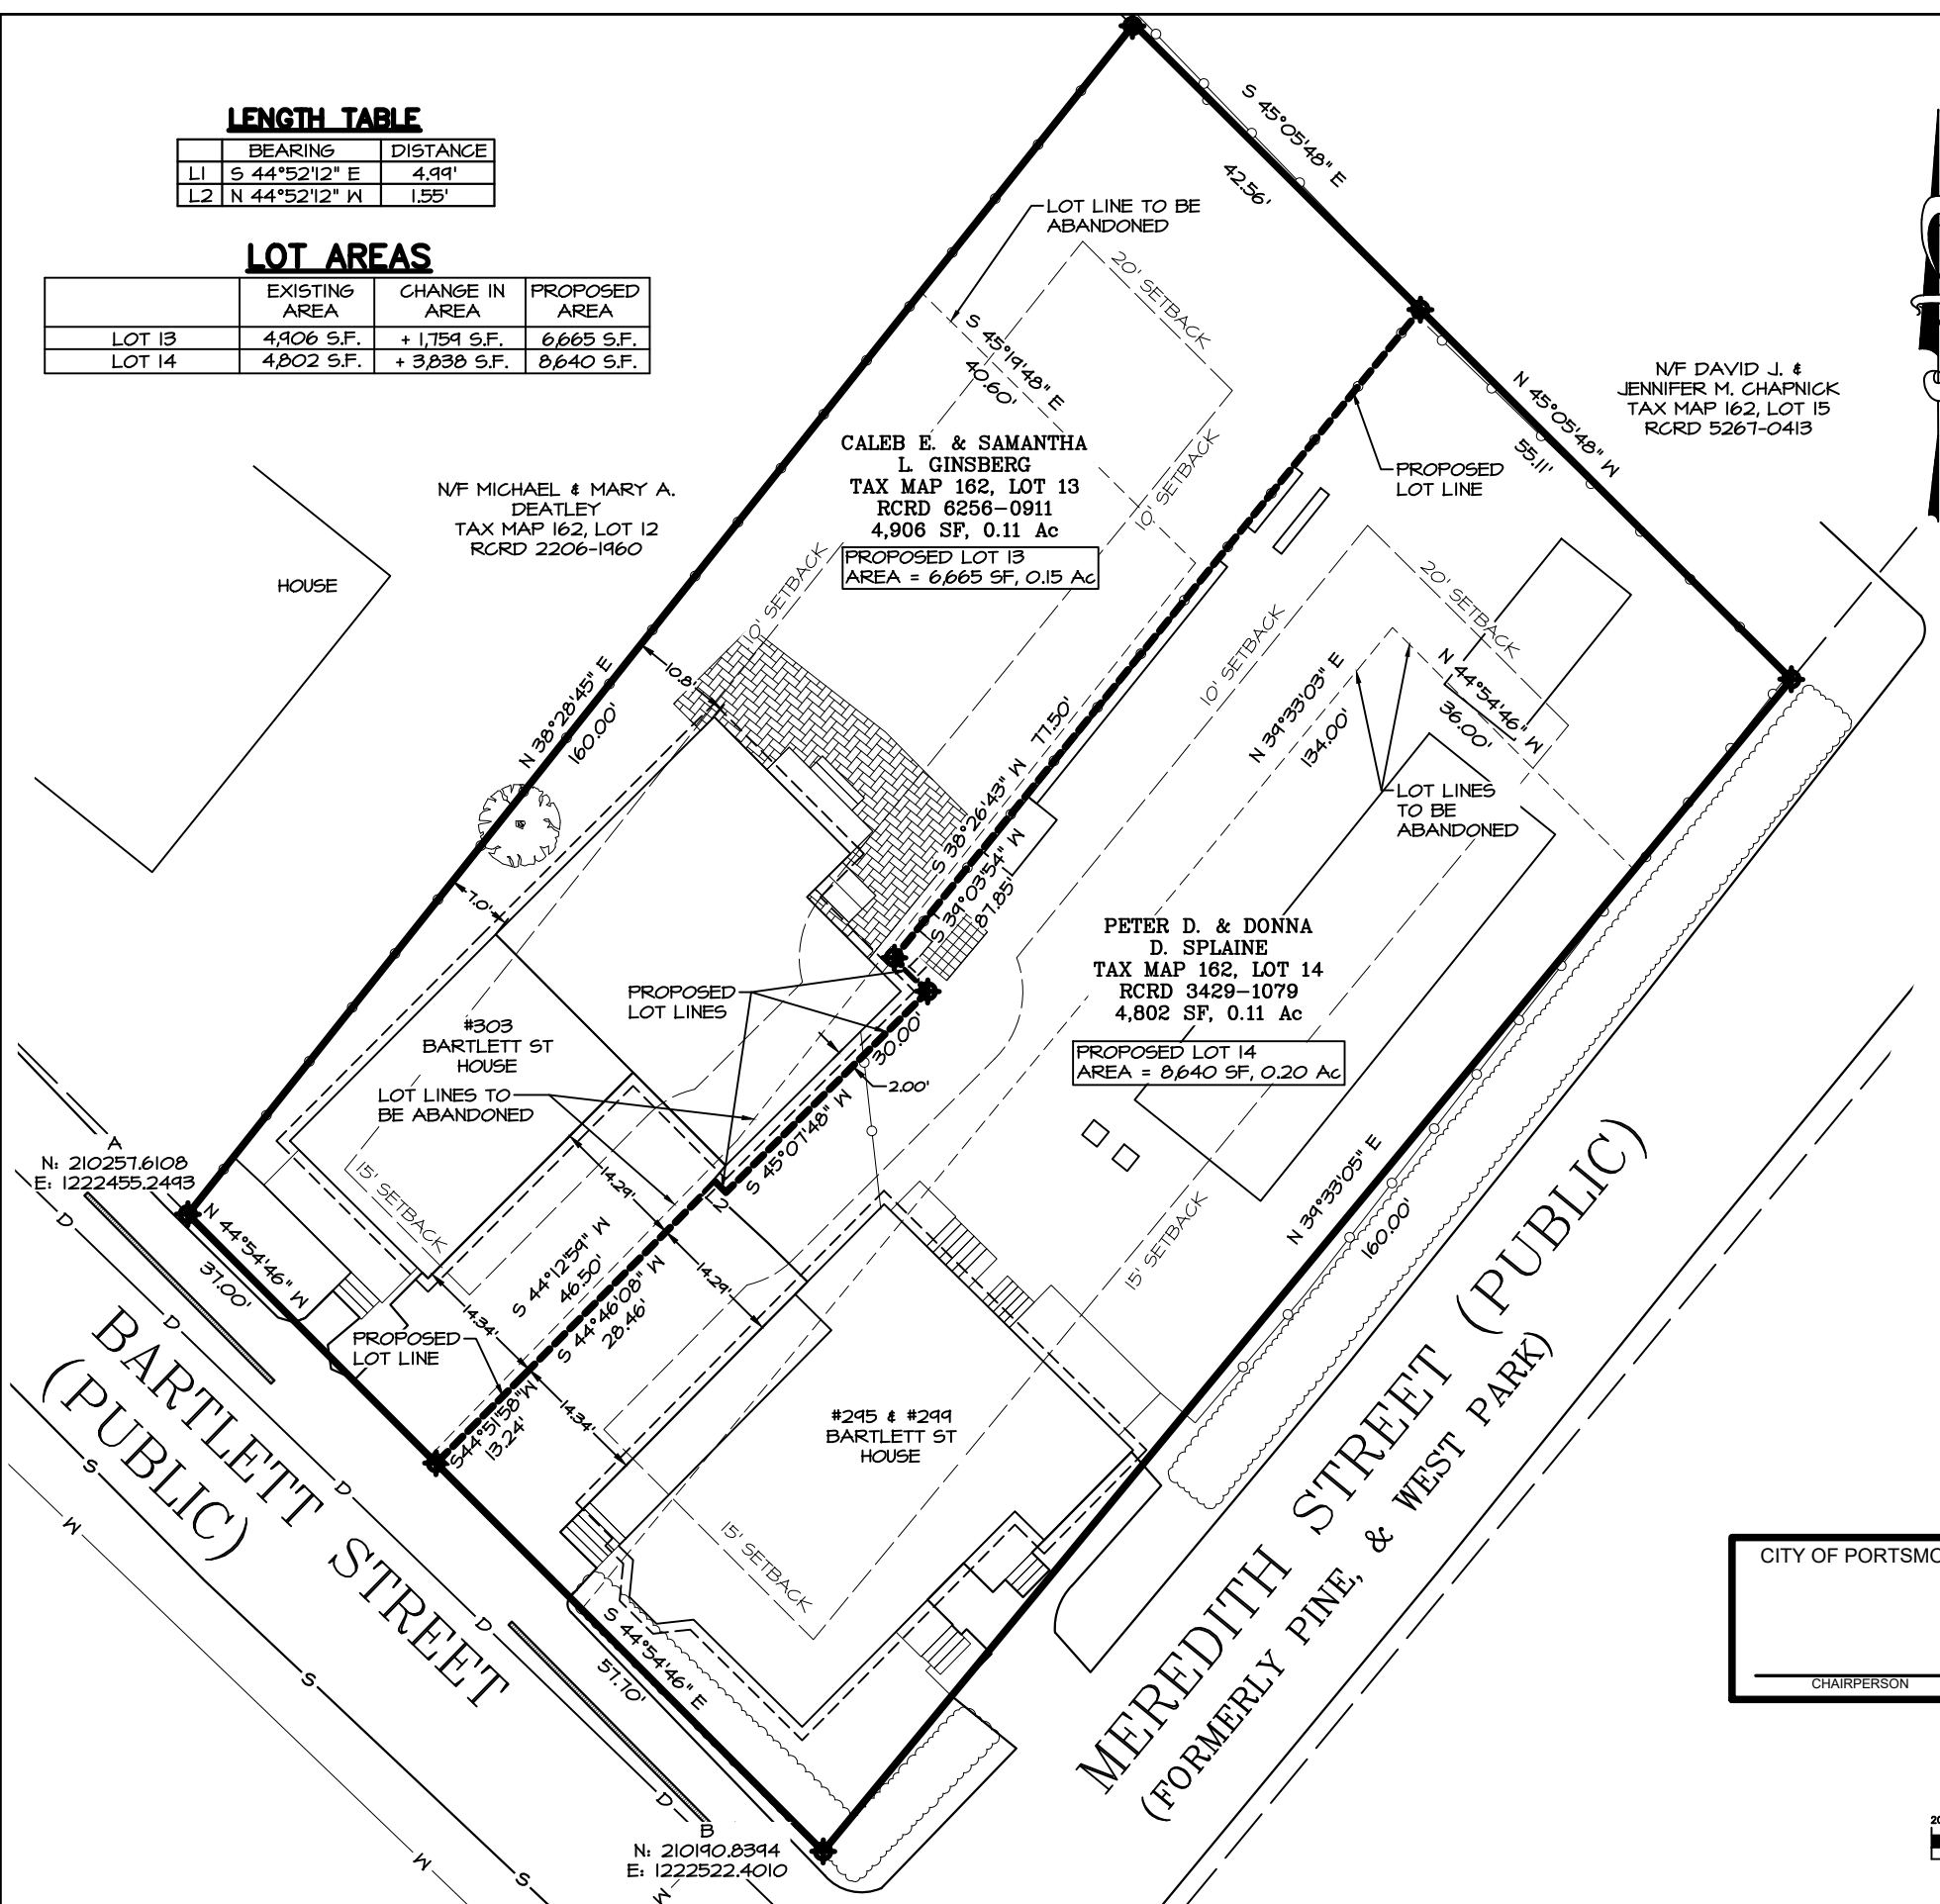 LENGTH TABLE
BEARING DISTANCE
L1 S 44°52'12" E 4.99'
L2 N 44°52'12" W 1.55'
LOT AREAS
EXISTING AREA CHANGE IN AREA PROPOSED AREA
LOT 13 4,906 S.F. + 1,759 S.F. 6,665 S.F.
LOT 14 4,802 S.F. + 3,838 S.F. 8,640 S.F.
S 45°05'48" E
42.56'
LOT LINE TO BE
ABANDONED
20' SETBACK
S 45°19'48" E
40.60'
N/F DAVID J. &
JENNIFER M. CHAPNICK
TAX MAP 162, LOT 15
RCRD 5267-0413
N 45°05'48" W
55.11'
PROPOSED
LOT LINE
CALEB E. & SAMANTHA
L. GINSBERG
TAX MAP 162, LOT 13
RCRD 6256-0911
4,906 SF, 0.11 Ac
PROPOSED LOT 13
AREA = 6,665 SF, 0.15 Ac
10' SETBACK
N/F MICHAEL & MARY A.
DEATLEY
TAX MAP 162, LOT 12
RCRD 2206-1960
HOUSE
10' SETBACK
20' SETBACK
10' SETBACK
N 38°28'45" E
160.00'
10.8'
77.50'
S 38°26'43" W
S 39°03'54" W
87.85'
N 39°33'03" E
134.00'
N 44°54'46" W
36.00'
LOT LINES
TO BE
ABANDONED
7.0'
PETER D. & DONNA
D. SPLAINE
TAX MAP 162, LOT 14
RCRD 3429-1079
4,802 SF, 0.11 Ac
PROPOSED LOT 14
AREA = 8,640 SF, 0.20 Ac
PROPOSED
LOT LINES
#303
BARTLETT ST
HOUSE
LOT LINES TO
BE ABANDONED
30.00'
2.00'
S 45°07'48" W
L2
14.29'
14.29'
A
N: 210257.6108
E: 1222455.2493
N 44°54'46" W
37.00'
15' SETBACK
S 44°12'59" W
46.50'
S 44°46'08" W
28.46'
14.34'
14.34'
PROPOSED
LOT LINE
S 44°51'58" W
13.24'
15' SETBACK
N 39°33'05" E
160.00'
#295 & #299
BARTLETT ST
HOUSE
15' SETBACK
S 44°54'46" E
57.70'
BARTLETT STREET
(PUBLIC)
D
D
D
D
D
S
S
S
W
W
W
MEREDITH STREET (PUBLIC)
(FORMERLY PINE, & WEST PARK)
B
N: 210190.8394
E: 1222522.4010
CITY OF PORTSMO
CHAIRPERSON
20